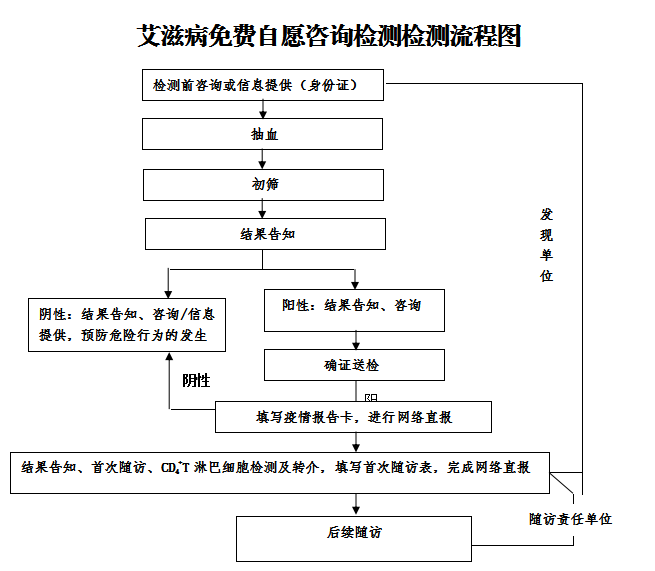 艾滋病免费自愿咨询检测检测流程图
检测前咨询或信息提供（身份证）
抽血
初筛
结果告知
发
现
单
位
阴性：结果告知、咨询/信息
提供，预防危险行为的发生
阳性：结果告知、咨询
确证送检
阴性
阳
填写疫情报告卡，进行网络直报
结果告知、首次随访、CD4+T 淋巴细胞检测及转介，填写首次随访表，完成网络直报
随访责任单位
后续随访